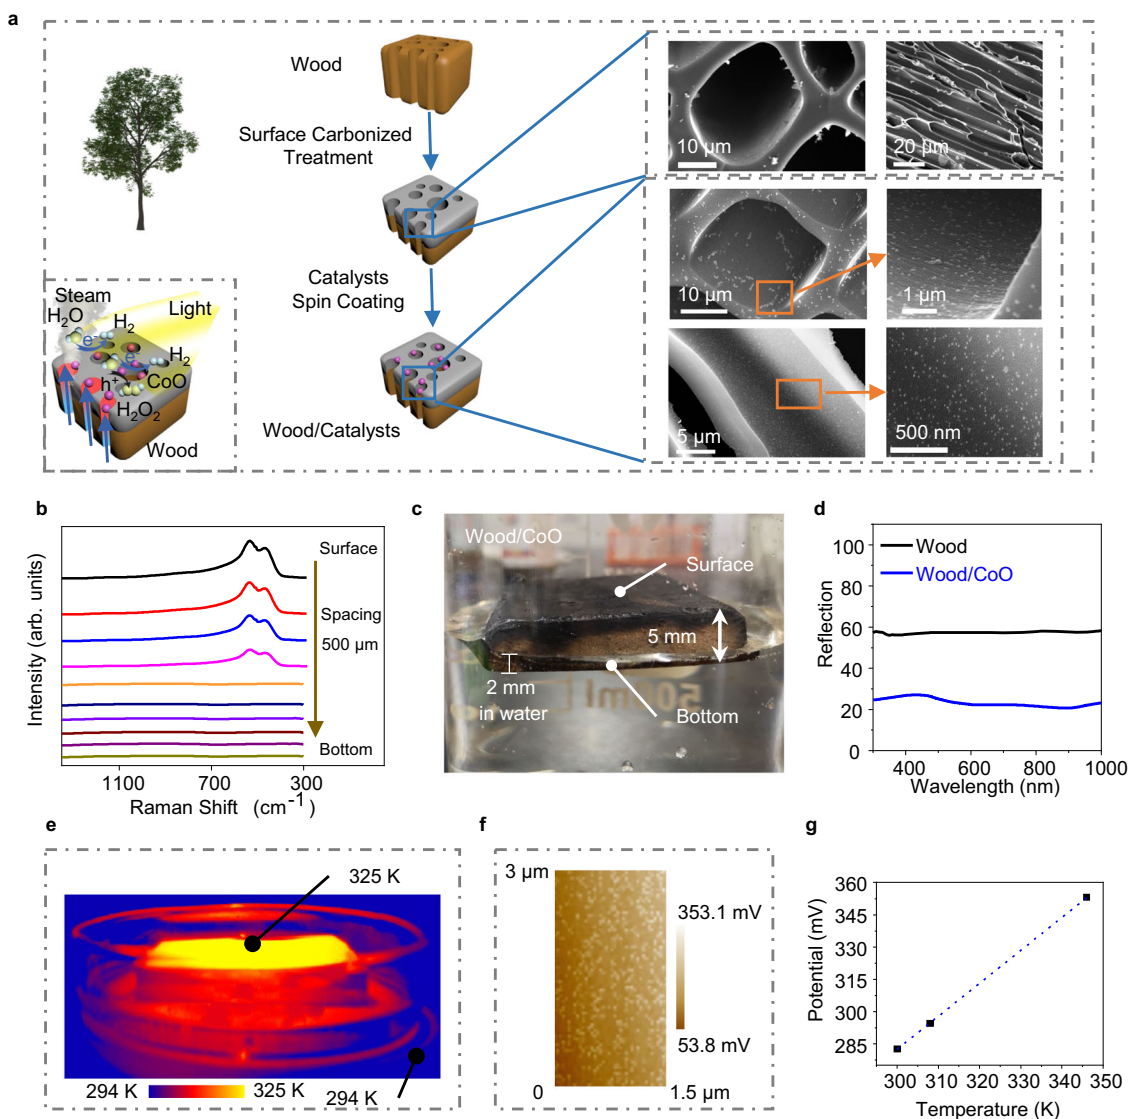 a
Wood
Surface Carbonized
Treatment
Catalysts
Spin Coating
Wood/Catalysts
10 µm
20 µm
10 µm
1 µm
5 µm
500 nm
Steam
H2O
Light
H2
e-
H2
e-
CoO
h+
H2O2
Wood
b
Intensity (arb. units)
Surface
Spacing
500 µm
Bottom
1100
700
300
Raman Shift (cm-1)
c
Wood/CoO
Surface
5 mm
2 mm
in water
Bottom
500ml
d
Reflection
100
80
60
40
20
0
Wood
Wood/CoO
400
600
800
1000
Wavelength (nm)
e
325 K
294 K
325 K
294 K
f
3 µm
353.1 mV
53.8 mV
0
1.5 µm
g
Potential (mV)
360
345
330
315
300
285
300
310
320
330
340
350
Temperature (K)